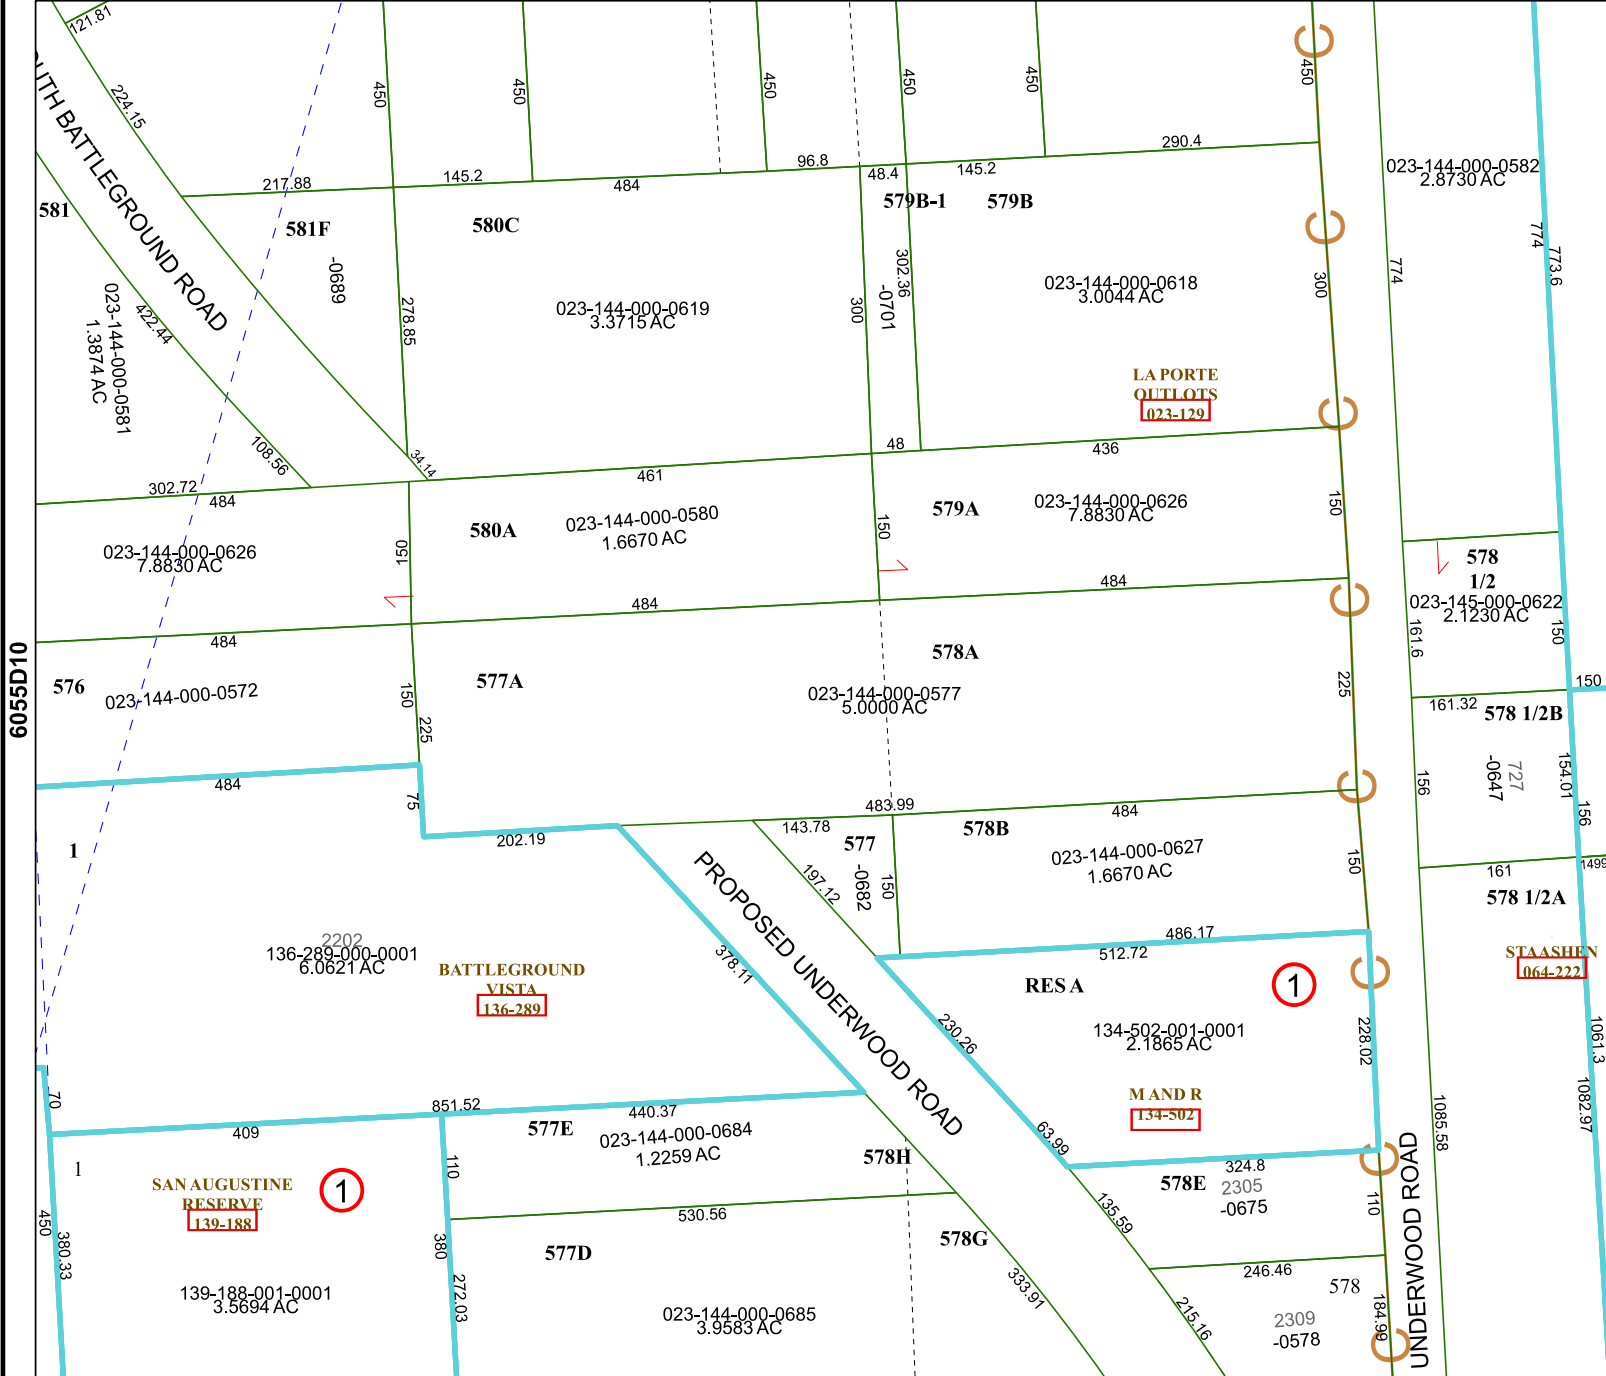 121.81
224.15
450
450
450
450
450
450
SOUTH BATTLEGROUND ROAD
217.88
145.2
484
96.8
48.4
145.2
290.4
023-144-000-0582
2.8730 AC
581
581F
-0689
580C
579B-1
579B
774
774
773.6
023-144-000-0581
1.3874 AC
422.44
278.85
023-144-000-0619
3.3715 AC
300
302.36
-0701
023-144-000-0618
3.0044 AC
300
LA PORTE
OUTLOTS
023-129
108.56
34.14
461
48
436
302.72
484
580A
023-144-000-0580
1.6670 AC
150
579A
023-144-000-0626
7.8830 AC
150
023-144-000-0626
7.8830 AC
150
578
1/2
023-145-000-0622
2.1230 AC
161.6
150
484
484
484
6055D10
576
023-144-000-0572
150
225
577A
578A
023-144-000-0577
5.0000 AC
225
150
161.32
578 1/2B
727
-0647
156
154.01
156
484
75
202.19
483.99
143.78
484
1
577
-0682
150
197.12
578B
023-144-000-0627
1.6670 AC
150
161
1499
578 1/2A
2202
136-289-000-0001
6.0621 AC
BATTLEGROUND
VISTA
136-289
378.11
PROPOSED UNDERWOOD ROAD
486.17
512.72
RES A
1
STAASHEN
064-222
230.26
134-502-001-0001
2.1865 AC
228.02
1061.3
M AND R
134-502
1082.97
1085.58
70
851.52
409
440.37
577E
023-144-000-0684
1.2259 AC
110
578H
63.99
324.8
578E
2305
-0675
110
1
SAN AUGUSTINE
RESERVE
139-188
1
450
380.33
380
530.56
577D
578G
135.59
246.46
UNDERWOOD ROAD
139-188-001-0001
3.5694 AC
272.03
023-144-000-0685
3.9583 AC
333.91
215.16
578
2309
-0578
184.99